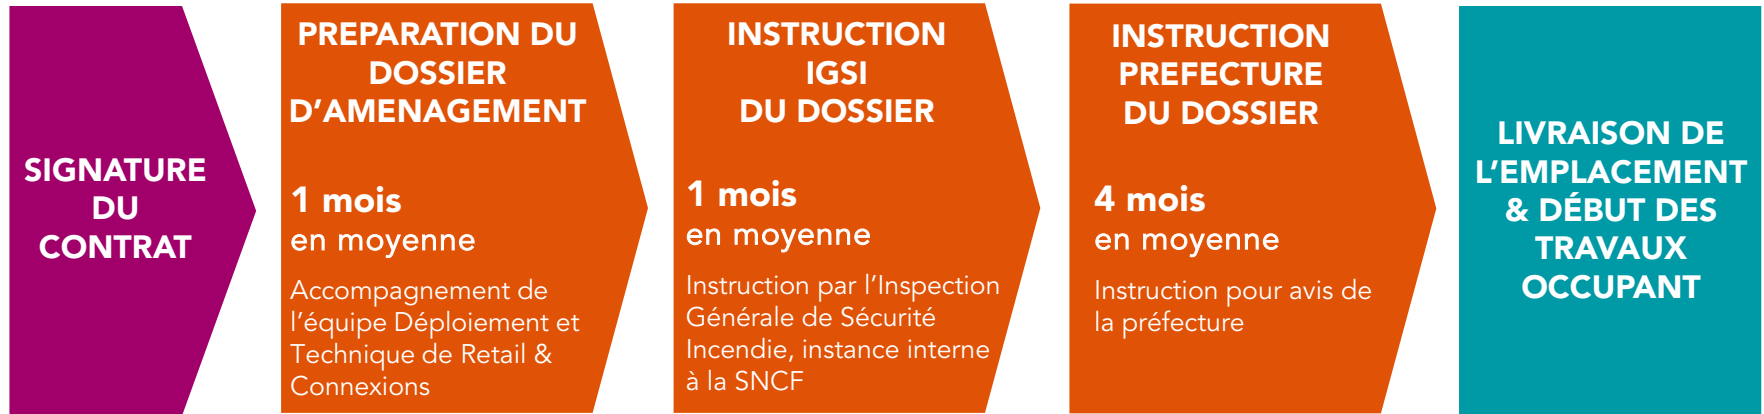 SIGNATURE
DU
CONTRAT
PREPARATION DU
DOSSIER
D’AMENAGEMENT
1 mois
en moyenne
Accompagnement de
l’équipe Déploiement et
Technique de Retail &
Connexions
INSTRUCTION
IGSI
DU DOSSIER
1 mois
en moyenne
Instruction par l’Inspection
Générale de Sécurité
Incendie, instance interne
à la SNCF
INSTRUCTION
PREFECTURE
DU DOSSIER
4 mois
en moyenne
Instruction pour avis de
la préfecture
LIVRAISON DE
L’EMPLACEMENT
& DÉBUT DES
TRAVAUX
OCCUPANT